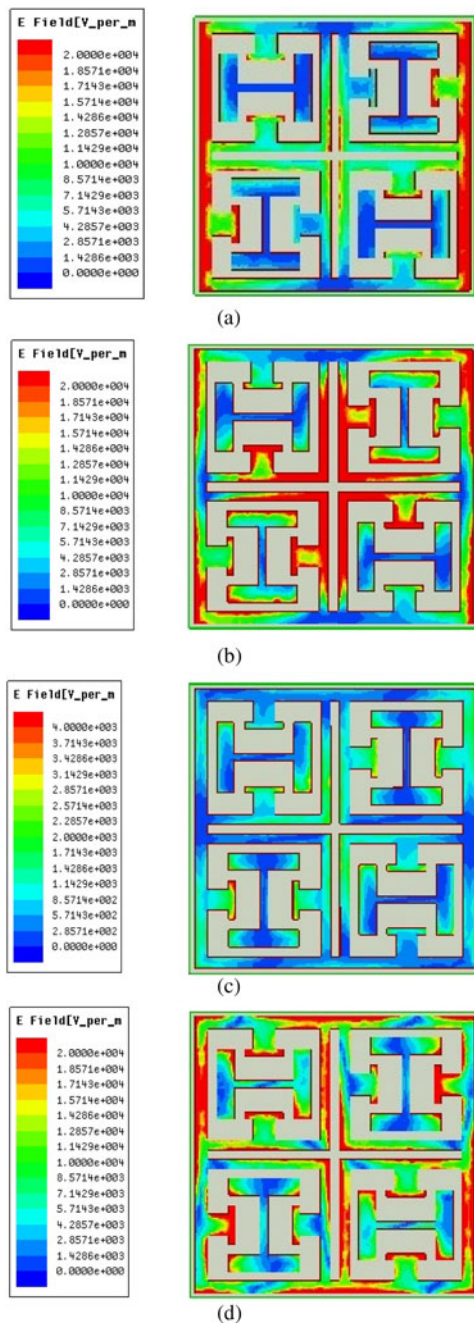 E Field[V_per_m
2.0000e+004
1.8571e+004
1.7143e+004
1.5714e+004
1.4286e+004
1.2857e+004
1.1429e+004
1.0000e+004
8.5714e+003
7.1429e+003
5.7143e+003
4.2857e+003
2.8571e+003
1.4286e+003
0.0000e+000
(a)
E Field[V_per_m
2.0000e+004
1.8571e+004
1.7143e+004
1.5714e+004
1.4286e+004
1.2857e+004
1.1429e+004
1.0000e+004
8.5714e+003
7.1429e+003
5.7143e+003
4.2857e+003
2.8571e+003
1.4286e+003
0.0000e+000
(b)
E Field[V_per_m
4.0000e+003
3.7143e+003
3.4286e+003
3.1429e+003
2.8571e+003
2.5714e+003
2.2857e+003
2.0000e+003
1.7143e+003
1.4286e+003
1.1429e+003
8.5714e+002
5.7143e+002
2.8571e+002
0.0000e+000
(c)
E Field[V_per_m
2.0000e+004
1.8571e+004
1.7143e+004
1.5714e+004
1.4286e+004
1.2857e+004
1.1429e+004
1.0000e+004
8.5714e+003
7.1429e+003
5.7143e+003
4.2857e+003
2.8571e+003
1.4286e+003
0.0000e+000
(d)